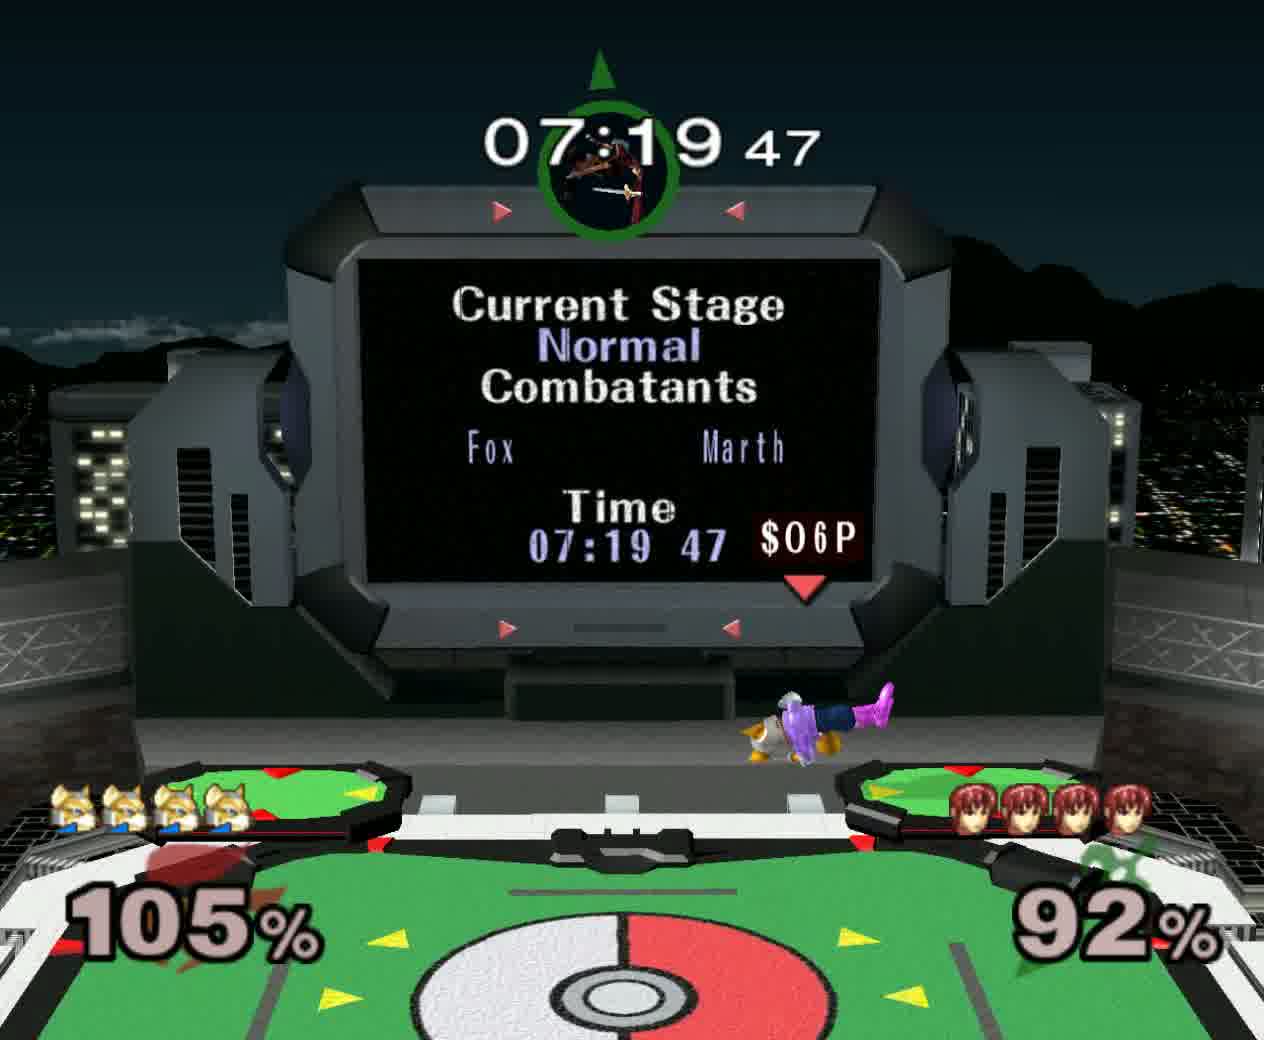 07:19 47
Current Stage
Normal
Combatants
Fox Marth
Time
07:19 47
$06P
105%
92%